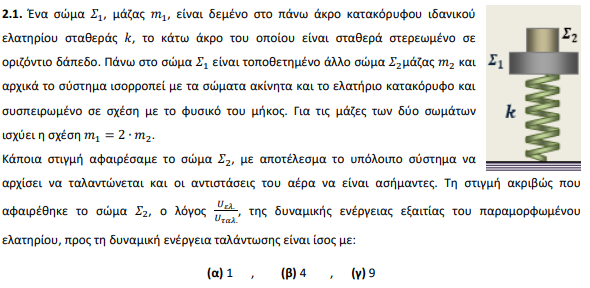 2.1. Ένα σώμα Σ₁, μάζας m₁, είναι δεμένο στο πάνω άκρο κατακόρυφου ιδανικού
ελατηρίου σταθεράς k, το κάτω άκρο του οποίου είναι σταθερά στερεωμένο σε
οριζόντιο δάπεδο. Πάνω στο σώμα Σ₁ είναι τοποθετημένο άλλο σώμα Σ₂μάζας m₂ και
αρχικά το σύστημα ισορροπεί με τα σώματα ακίνητα και το ελατήριο κατακόρυφο και
συσπειρωμένο σε σχέση με το φυσικό του μήκος. Για τις μάζες των δύο σωμάτων
ισχύει η σχέση m₁ = 2 · m₂.
Σ₂
Σ₁
k
Κάποια στιγμή αφαιρέσαμε το σώμα Σ₂, με αποτέλεσμα το υπόλοιπο σύστημα να
αρχίσει να ταλαντώνεται και οι αντιστάσεις του αέρα να είναι ασήμαντες. Τη στιγμή ακριβώς που
αφαιρέθηκε το σώμα Σ₂, ο λόγος Uελ./Uταλ., της δυναμικής ενέργειας εξαιτίας του παραμορφωμένου
ελατηρίου, προς τη δυναμική ενέργεια ταλάντωσης είναι ίσος με:
(α) 1 , (β) 4 , (γ) 9